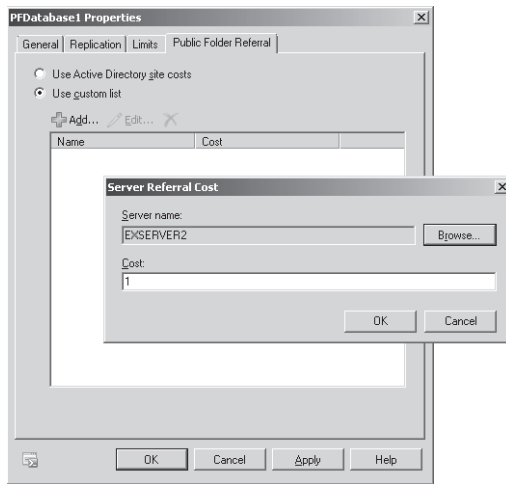 PFDatabase1 Properties
General Replication Limits Public Folder Referral
Use Active Directory site costs
Use custom list
Add... Edit...
Name Cost
Server Referral Cost
Server name:
EXSERVER2
Browse...
Cost:
1
OK Cancel
OK Cancel Apply Help